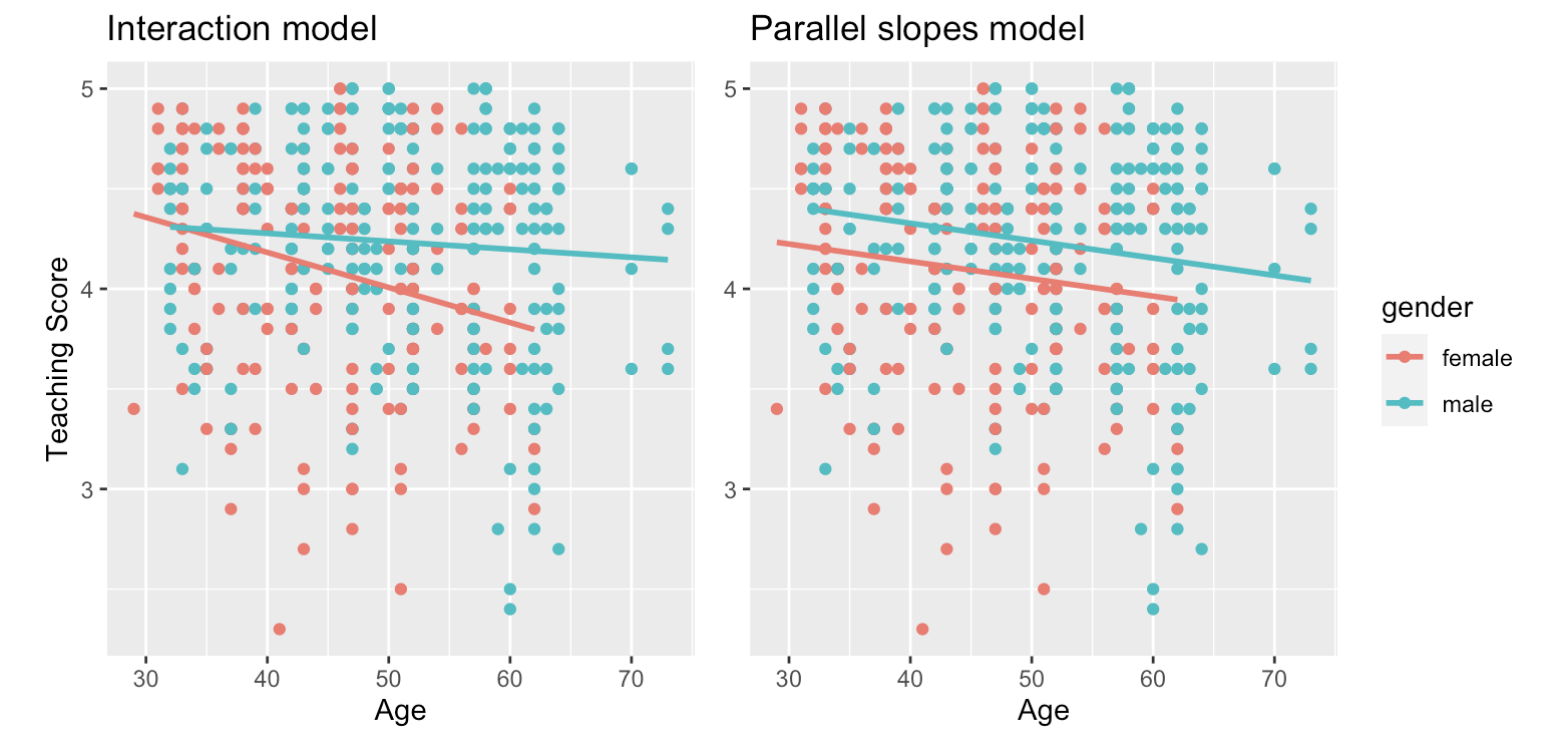 Interaction model
Parallel slopes model
Teaching Score
5
4
3
5
4
3
30 40 50 60 70
30 40 50 60 70
Age
Age
gender
female
male